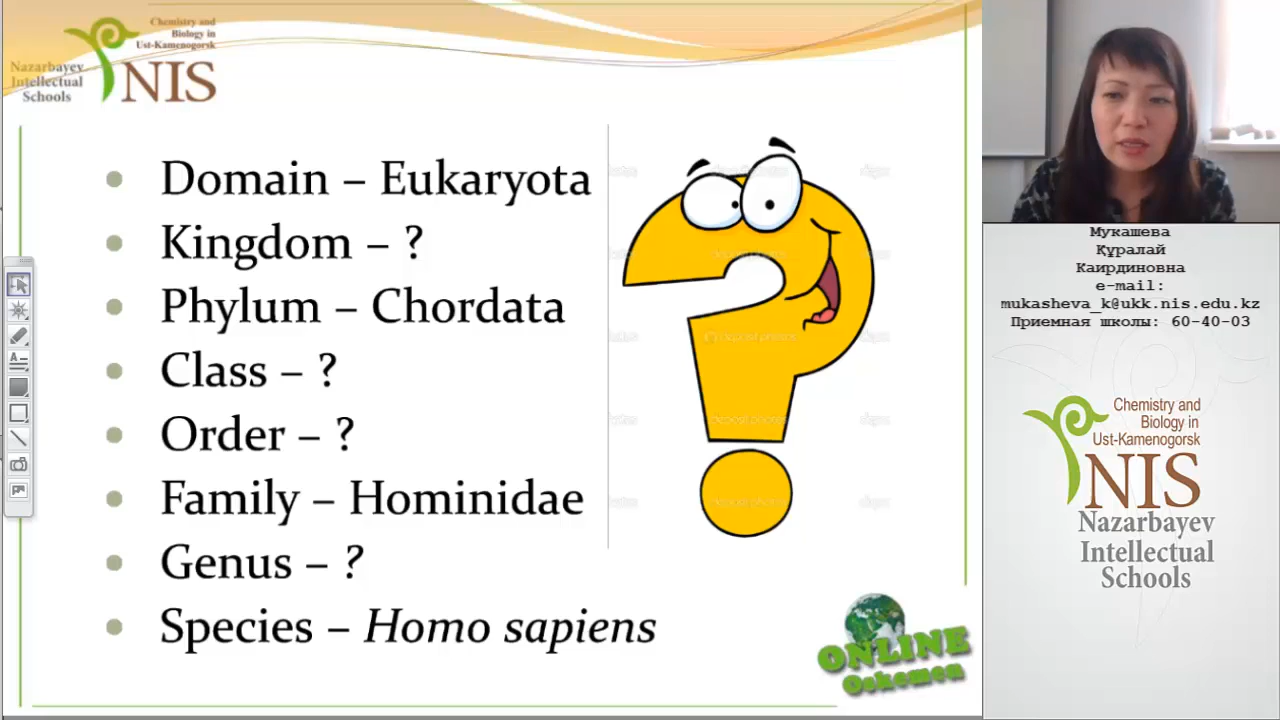 Chemistry and
Biology in
Ust-Kamenogorsk
Nazarbayev
Intellectual
Schools
NIS
Domain – Eukaryota
Kingdom – ?
Phylum – Chordata
Class – ?
Order – ?
Family – Hominidae
Genus – ?
Species – Homo sapiens
ONLINE
Oskemen
Мукашева
Құралай
Каирдиновна
e-mail:
mukasheva_k@ukk.nis.edu.kz
Приемная школы: 60-40-03
Chemistry and
Biology in
Ust-Kamenogorsk
NIS
Nazarbayev
Intellectual
Schools